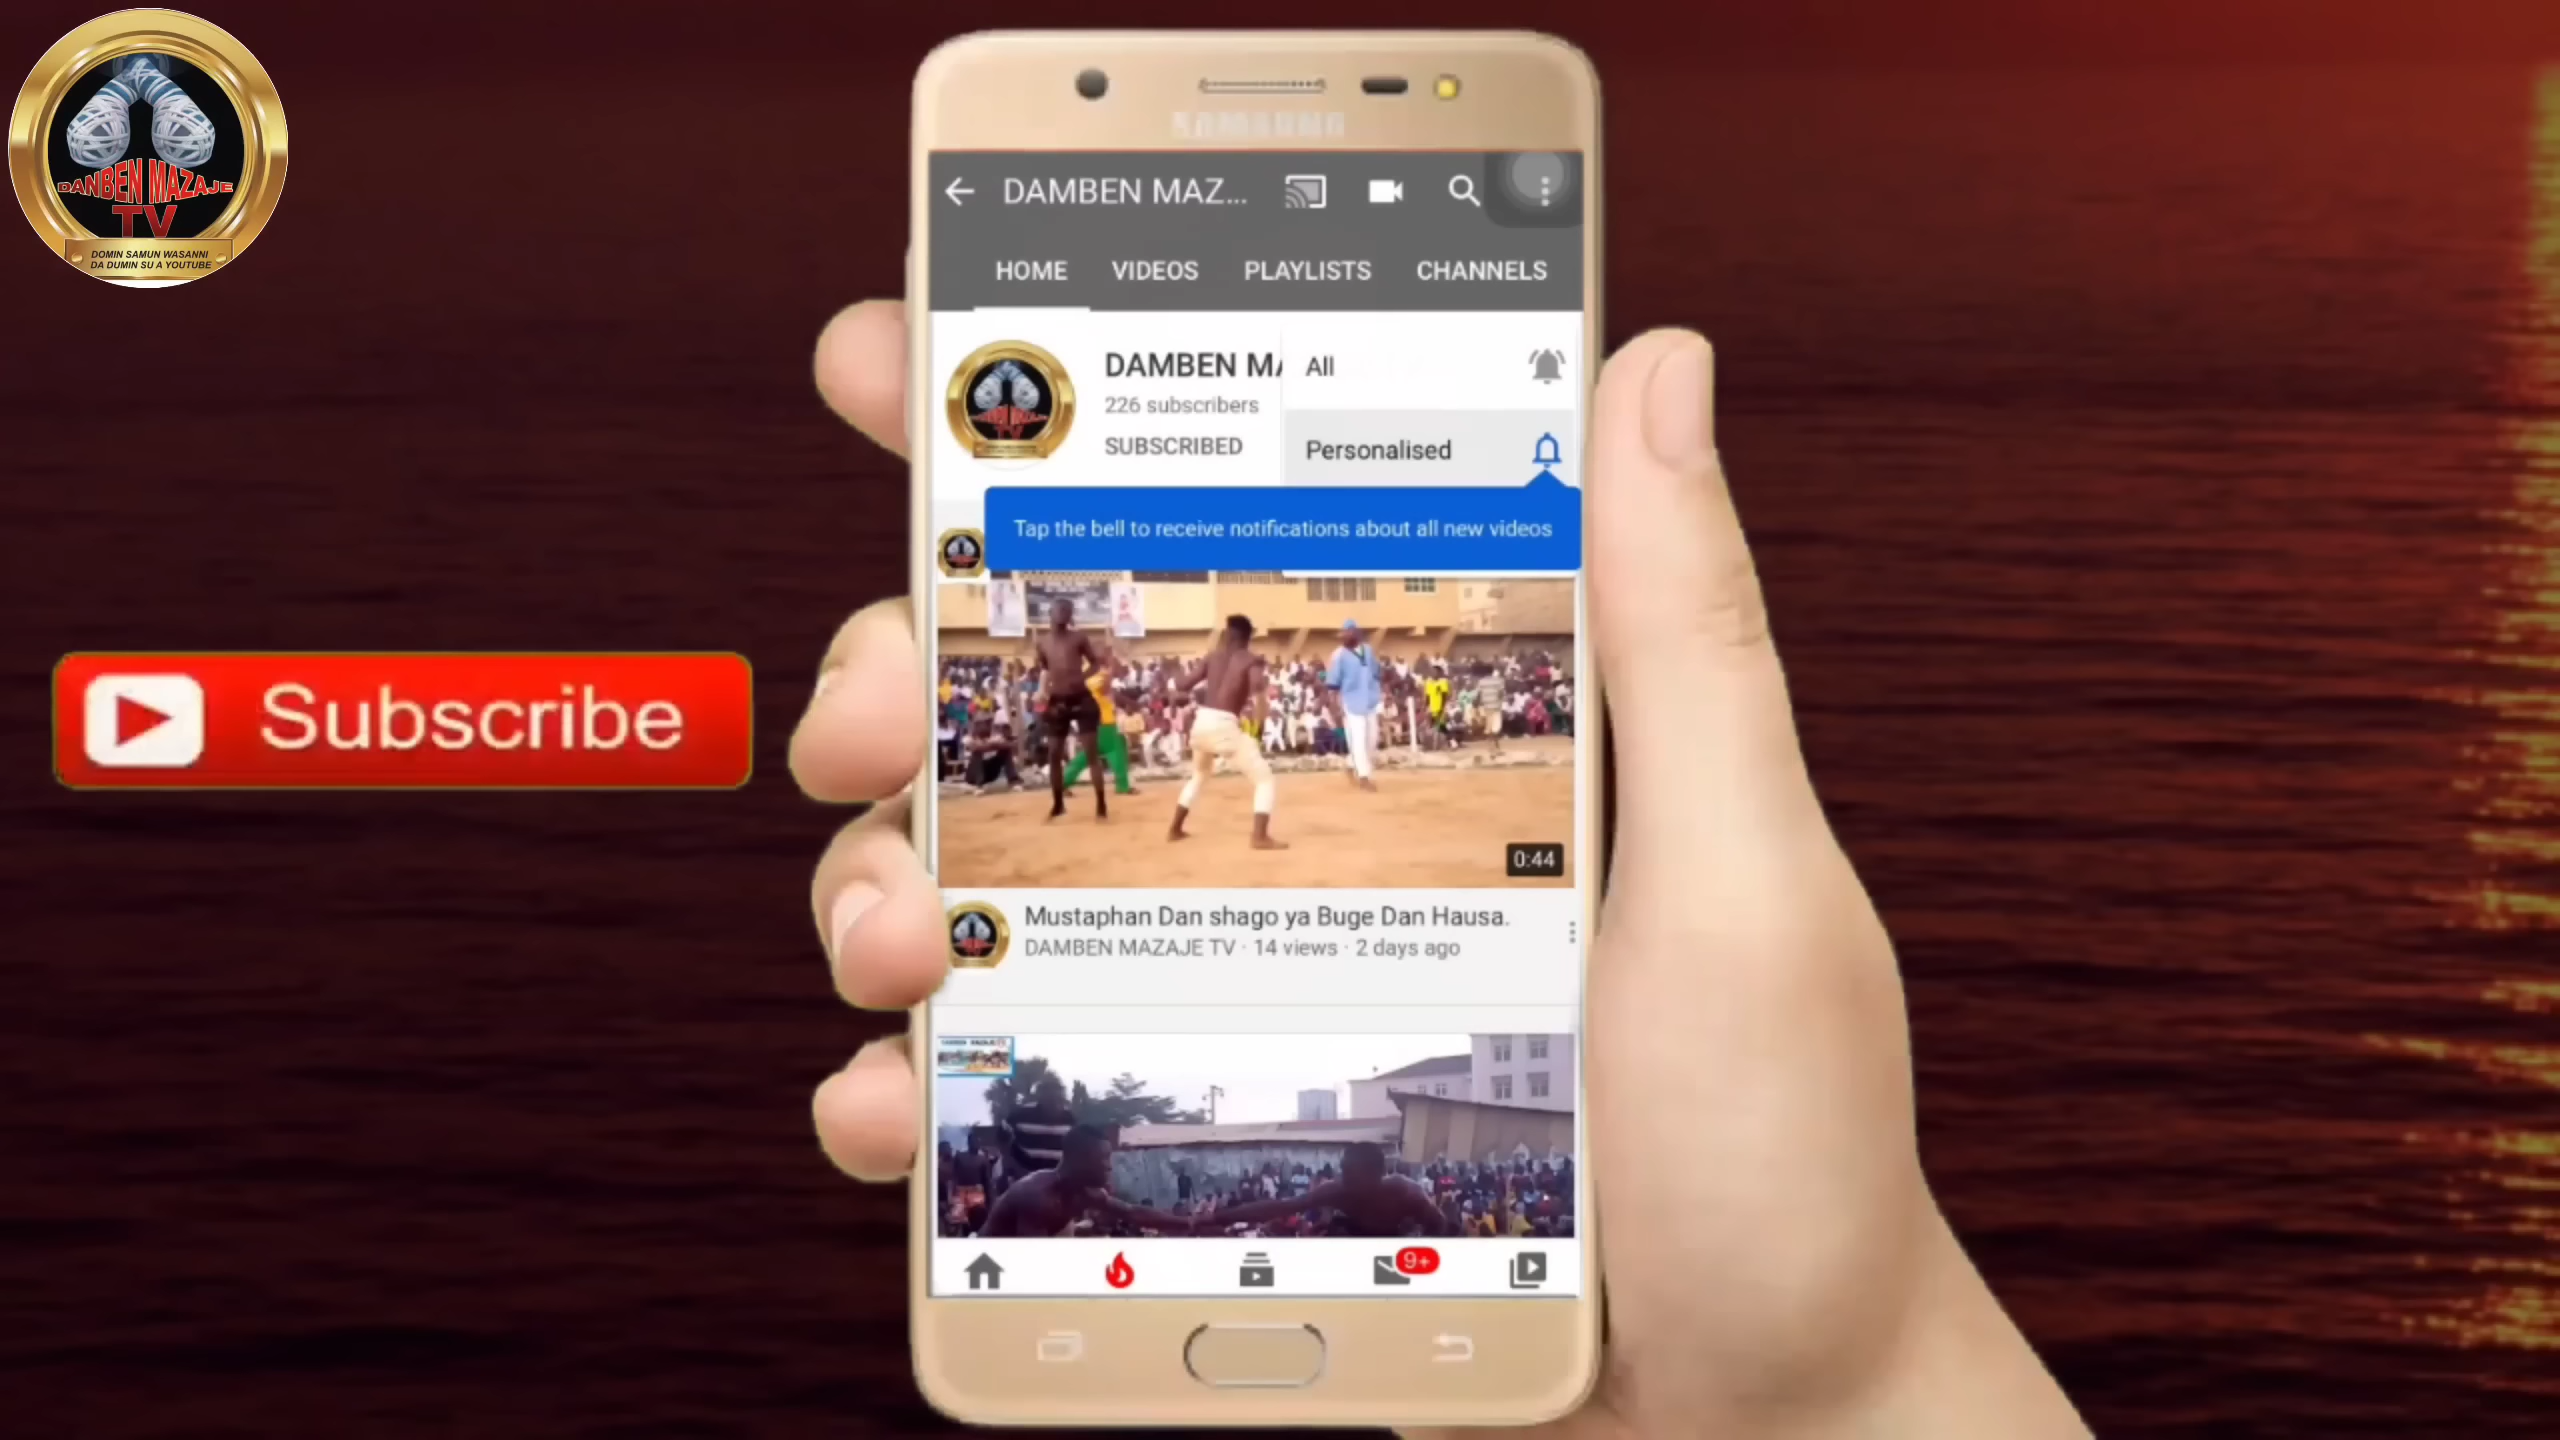 DANBEN MAZAJE
TV
DOMIN SAMUN WASANNI
DA DUMIN SU A YOUTUBE
Subscribe
SAMSUNG
DAMBEN MAZ...
HOME VIDEOS PLAYLISTS CHANNELS
DAMBEN MA
226 subscribers
SUBSCRIBED
All
Personalised
Tap the bell to receive notifications about all new videos
0:44
Mustaphan Dan shago ya Buge Dan Hausa.
DAMBEN MAZAJE TV · 14 views · 2 days ago
9+